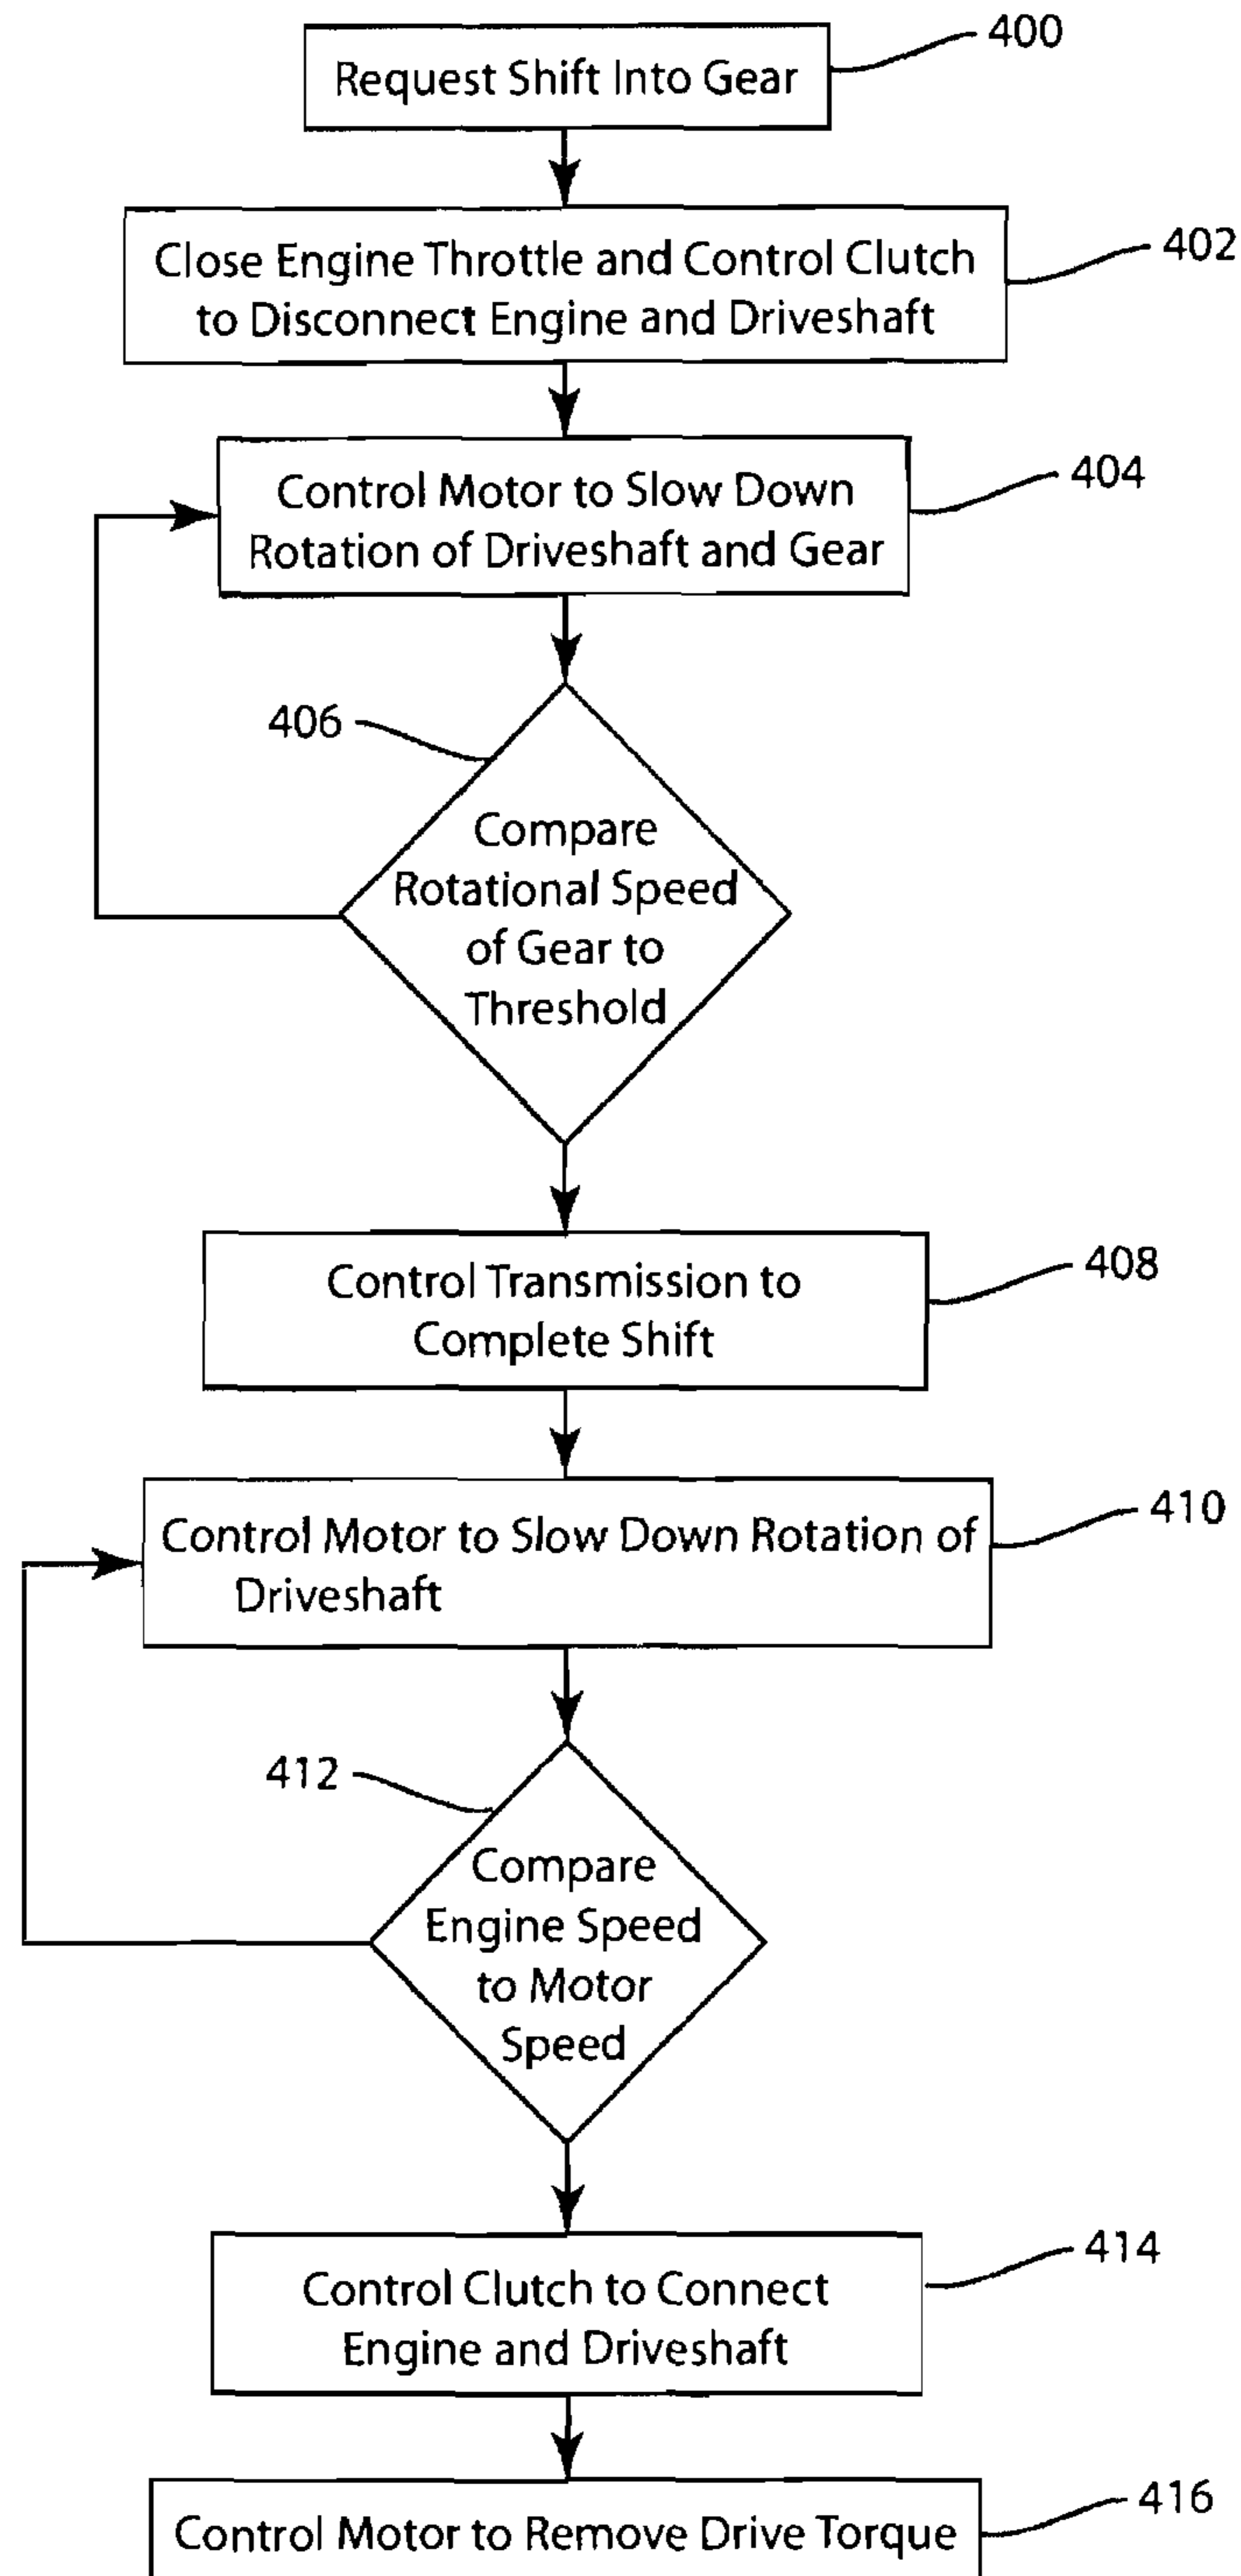 400
Request Shift Into Gear
402
Close Engine Throttle and Control Clutch
to Disconnect Engine and Driveshaft
404
Control Motor to Slow Down
Rotation of Driveshaft and Gear
406
Compare
Rotational Speed
of Gear to
Threshold
408
Control Transmission to
Complete Shift
410
Control Motor to Slow Down Rotation of
Driveshaft
412
Compare
Engine Speed
to Motor
Speed
414
Control Clutch to Connect
Engine and Driveshaft
416
Control Motor to Remove Drive Torque